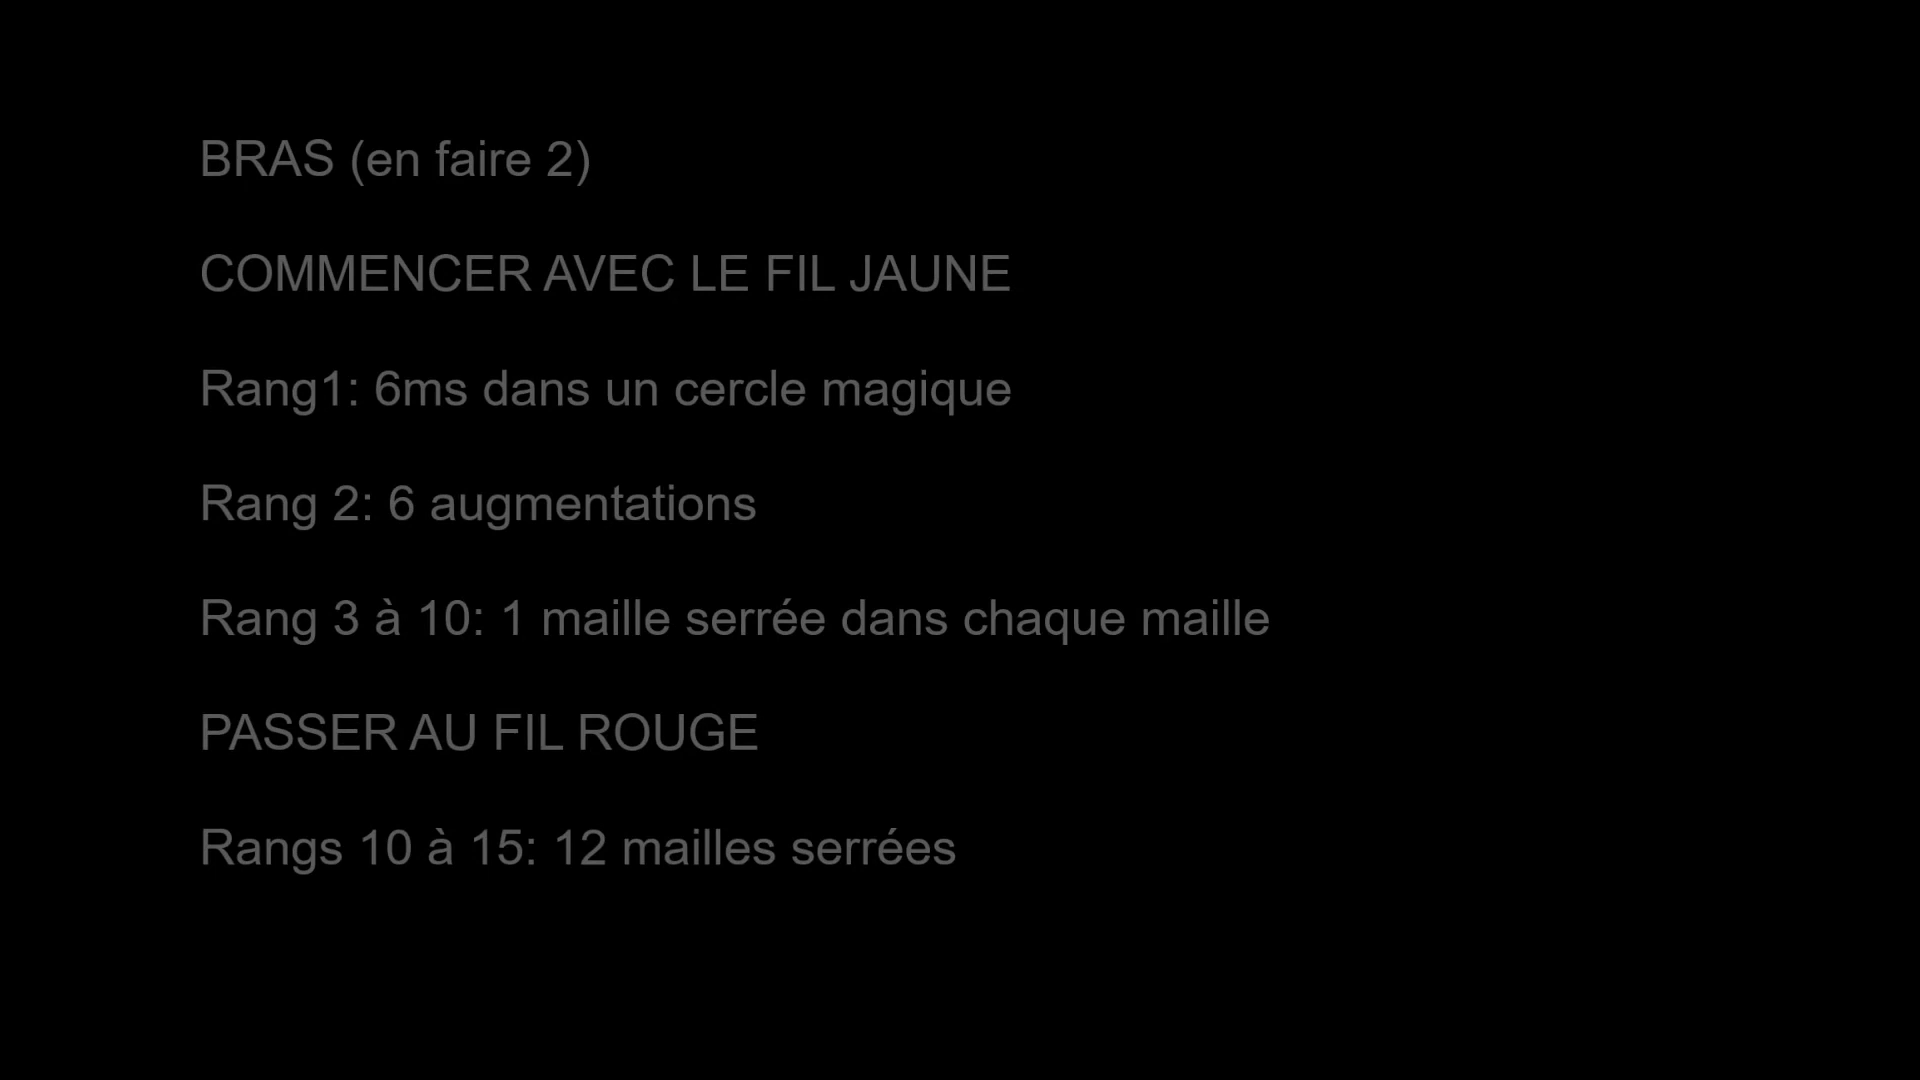 BRAS (en faire 2)
COMMENCER AVEC LE FIL JAUNE
Rang1: 6ms dans un cercle magique
Rang 2: 6 augmentations
Rang 3 à 10: 1 maille serrée dans chaque maille
PASSER AU FIL ROUGE
Rangs 10 à 15: 12 mailles serrées